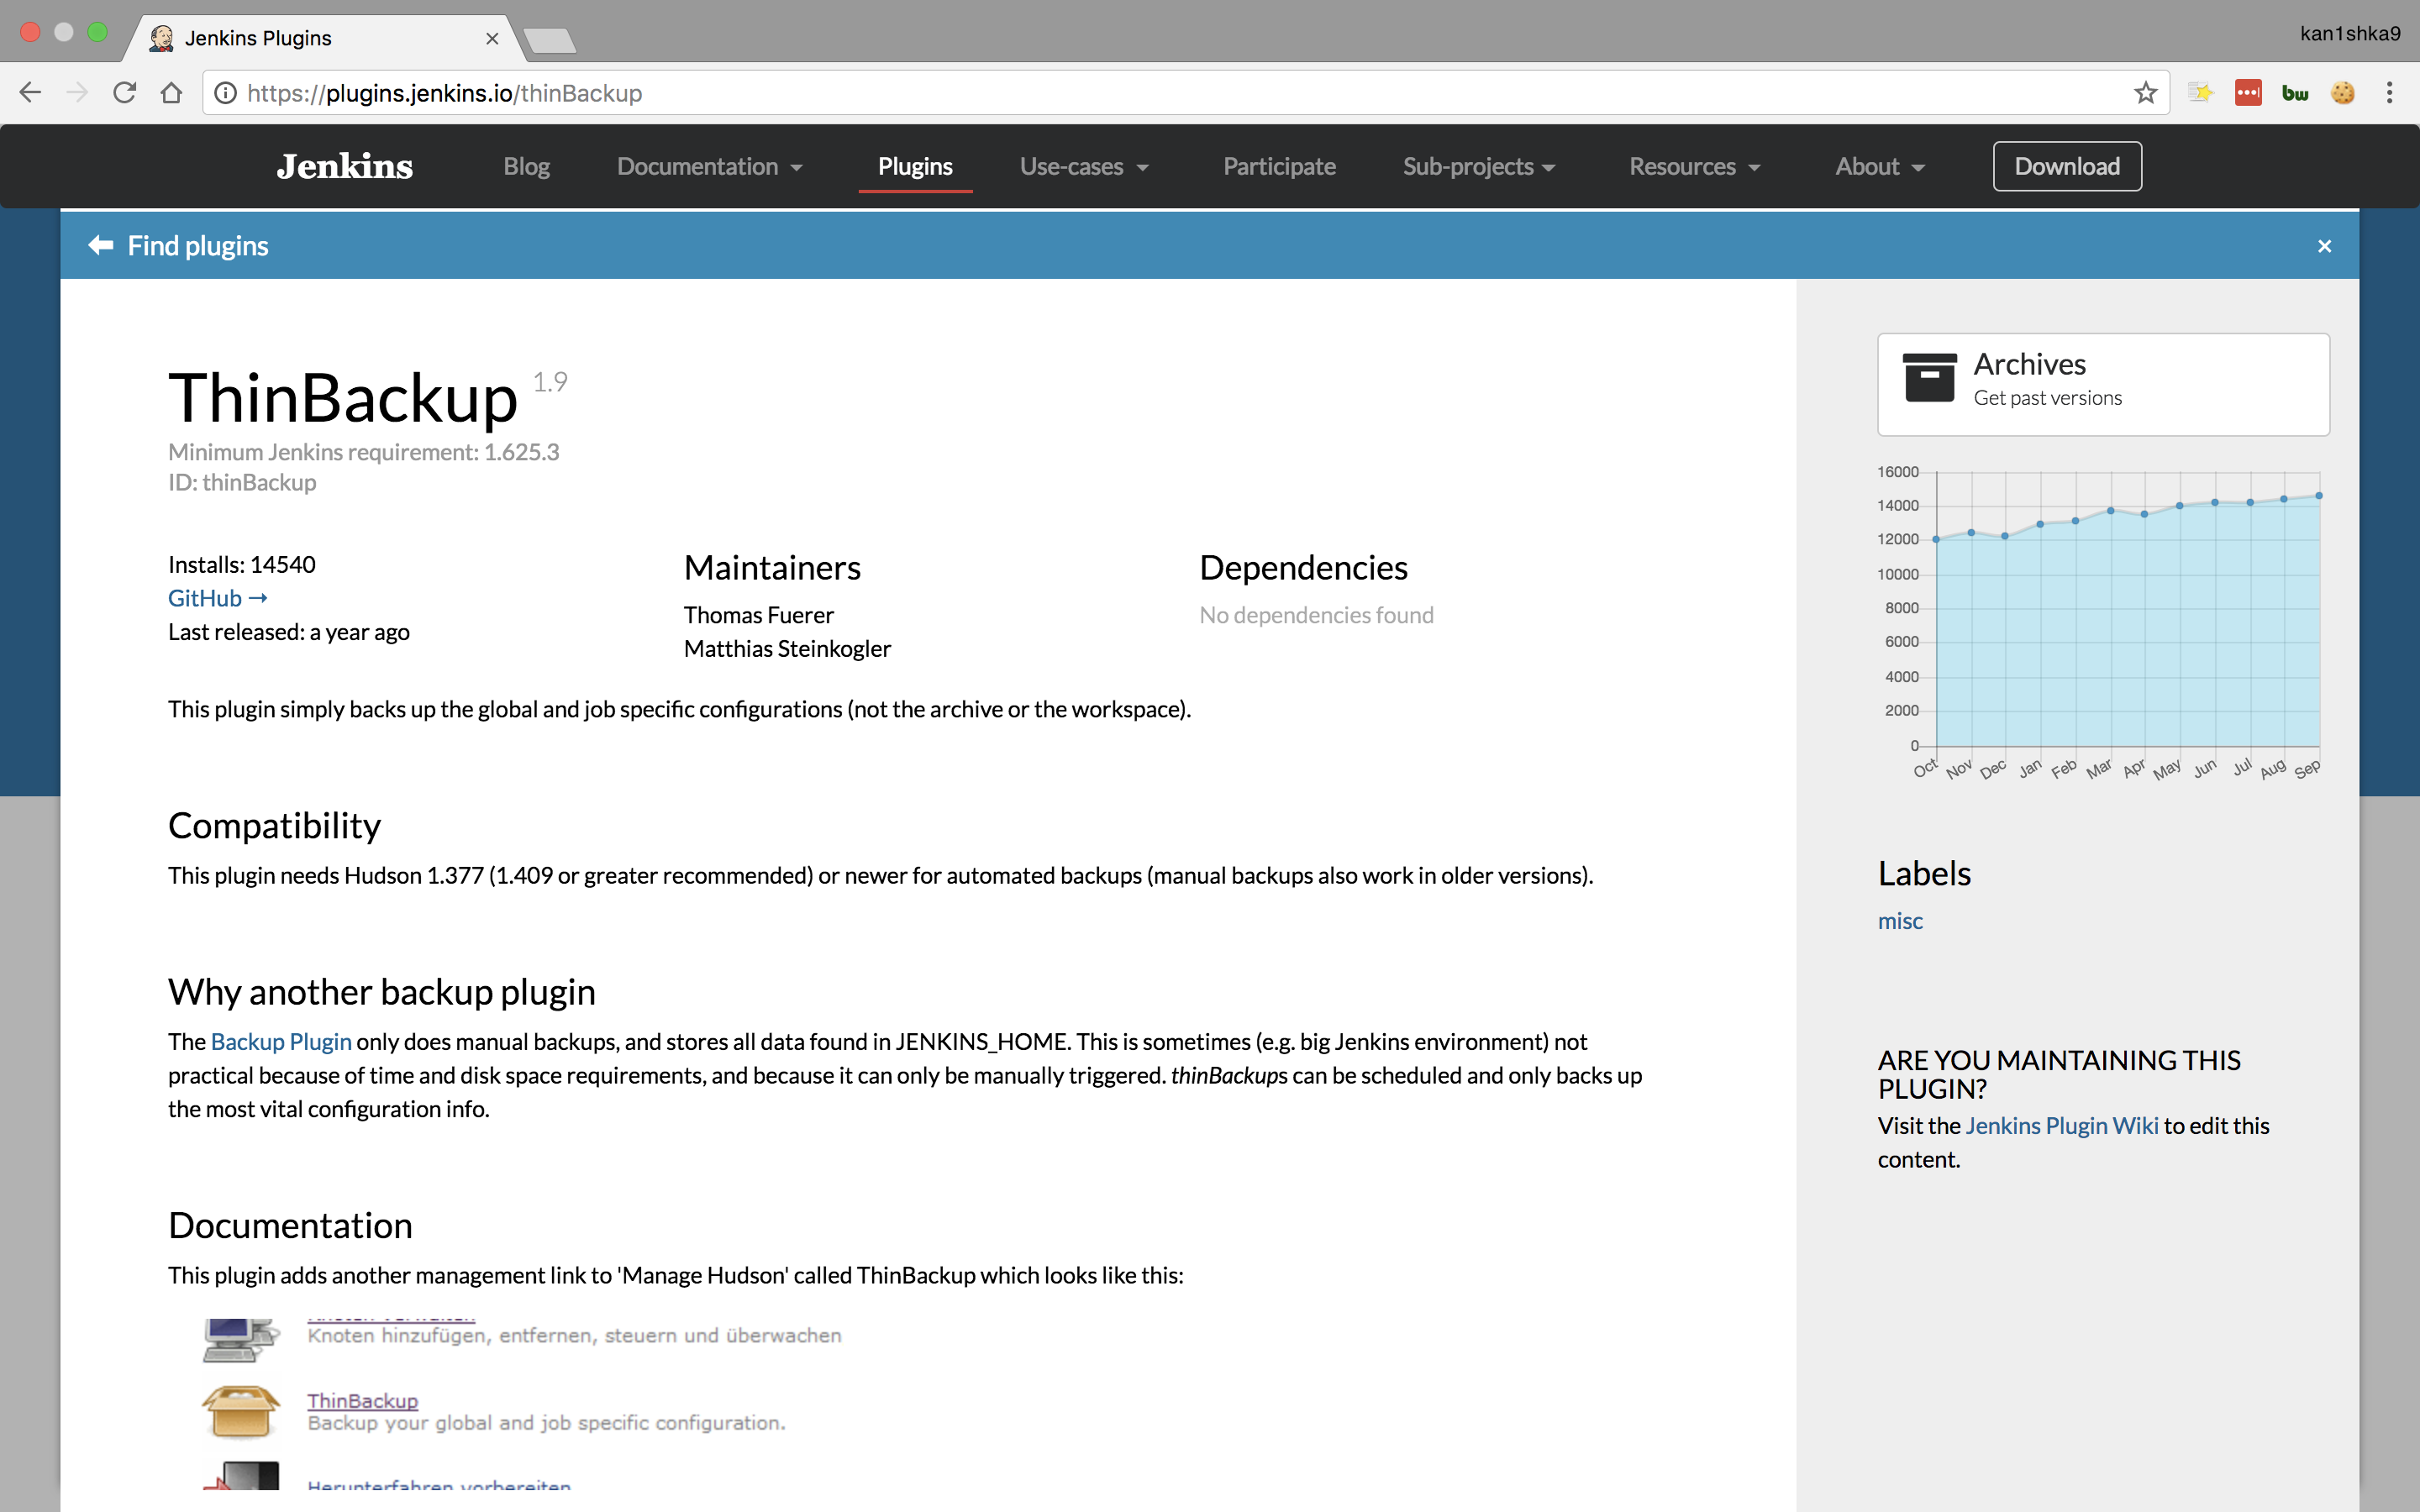 Jenkins Plugins
kan1shka9
https://plugins.jenkins.io/thinBackup
bw
Jenkins
Blog
Documentation
Plugins
Use-cases
Participate
Sub-projects
Resources
About
Download
Find plugins
ThinBackup 1.9
Minimum Jenkins requirement: 1.625.3
ID: thinBackup
Installs: 14540
GitHub →
Last released: a year ago
Maintainers
Thomas Fuerer
Matthias Steinkogler
Dependencies
No dependencies found
This plugin simply backs up the global and job specific configurations (not the archive or the workspace).
Compatibility
This plugin needs Hudson 1.377 (1.409 or greater recommended) or newer for automated backups (manual backups also work in older versions).
Why another backup plugin
The Backup Plugin only does manual backups, and stores all data found in JENKINS_HOME. This is sometimes (e.g. big Jenkins environment) not
practical because of time and disk space requirements, and because it can only be manually triggered. thinBackups can be scheduled and only backs up
the most vital configuration info.
Documentation
This plugin adds another management link to 'Manage Hudson' called ThinBackup which looks like this:
Knoten hinzufügen, entfernen, steuern und überwachen
ThinBackup
Backup your global and job specific configuration.
Herunterfahren vorbereiten
Archives
Get past versions
16000
14000
12000
10000
8000
6000
4000
2000
0
Oct Nov Dec Jan Feb Mar Apr May Jun Jul Aug Sep
Labels
misc
ARE YOU MAINTAINING THIS
PLUGIN?
Visit the Jenkins Plugin Wiki to edit this
content.